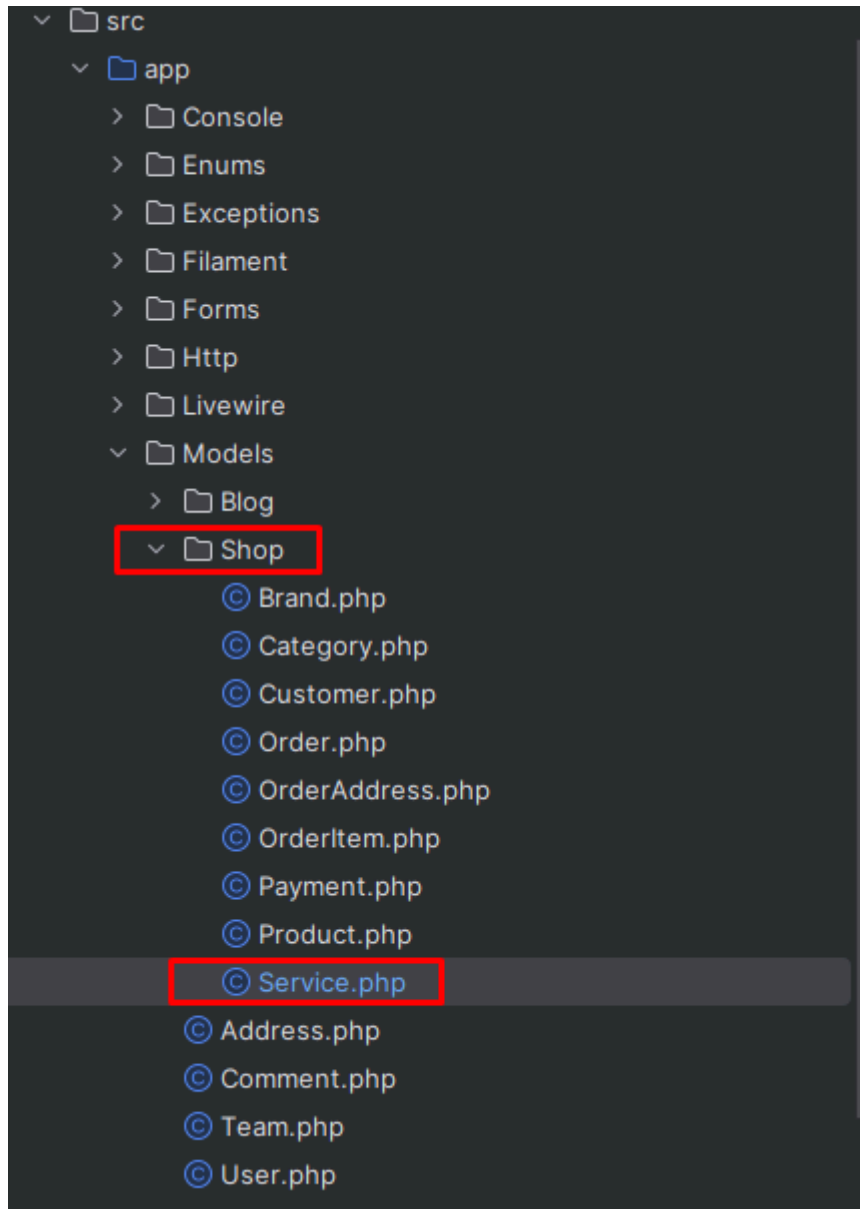 src
app
Console
Enums
Exceptions
Filament
Forms
Http
Livewire
Models
Blog
Shop
Brand.php
Category.php
Customer.php
Order.php
OrderAddress.php
OrderItem.php
Payment.php
Product.php
Service.php
Address.php
Comment.php
Team.php
User.php